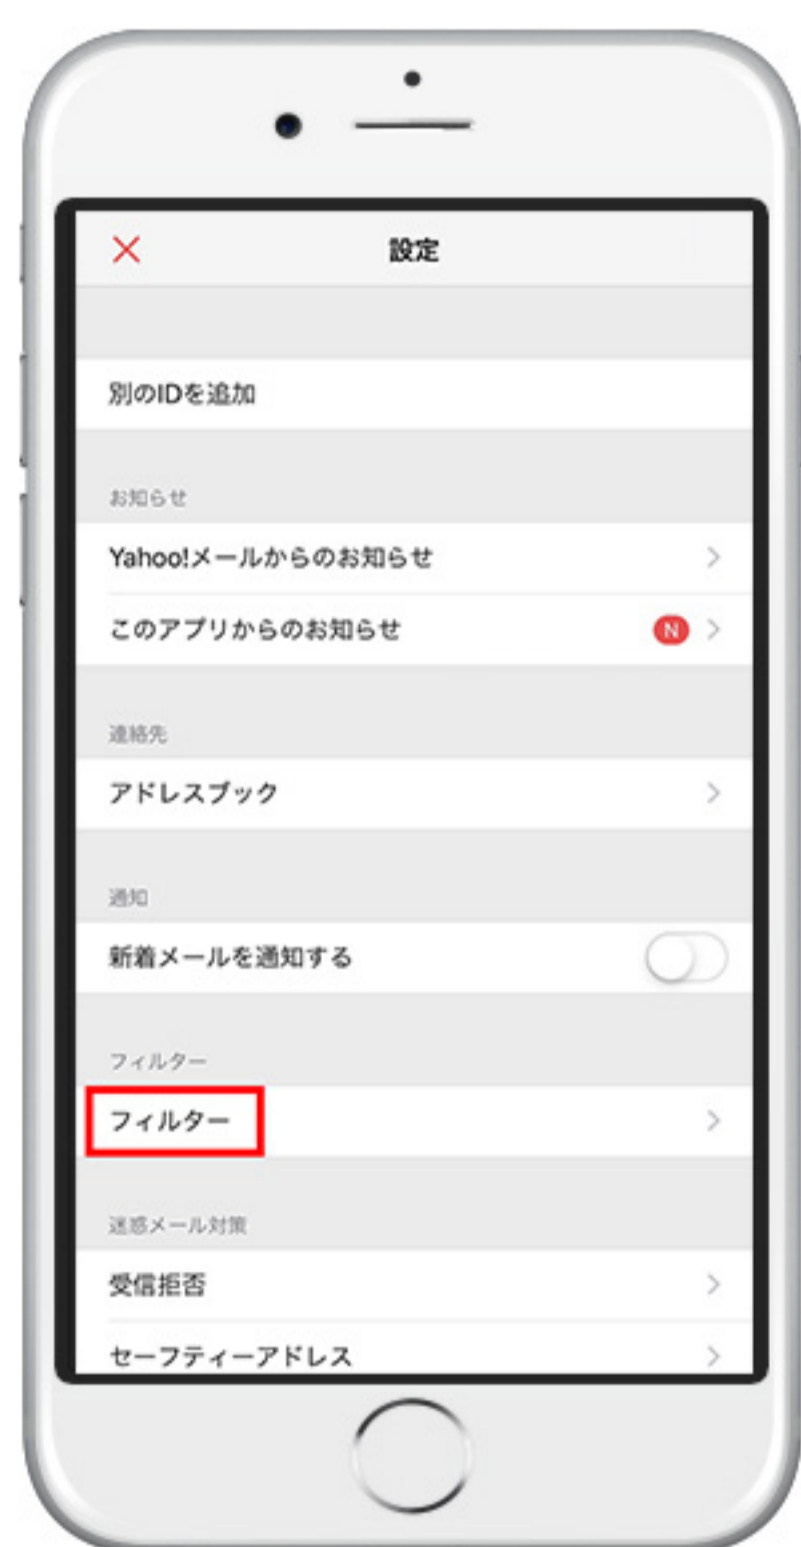 設定
別のIDを追加
お知らせ
Yahoo!メールからのお知らせ
このアプリからのお知らせ N
連絡先
アドレスブック
通知
新着メールを通知する
フィルター
フィルター
迷惑メール対策
受信拒否
セーフティーアドレス